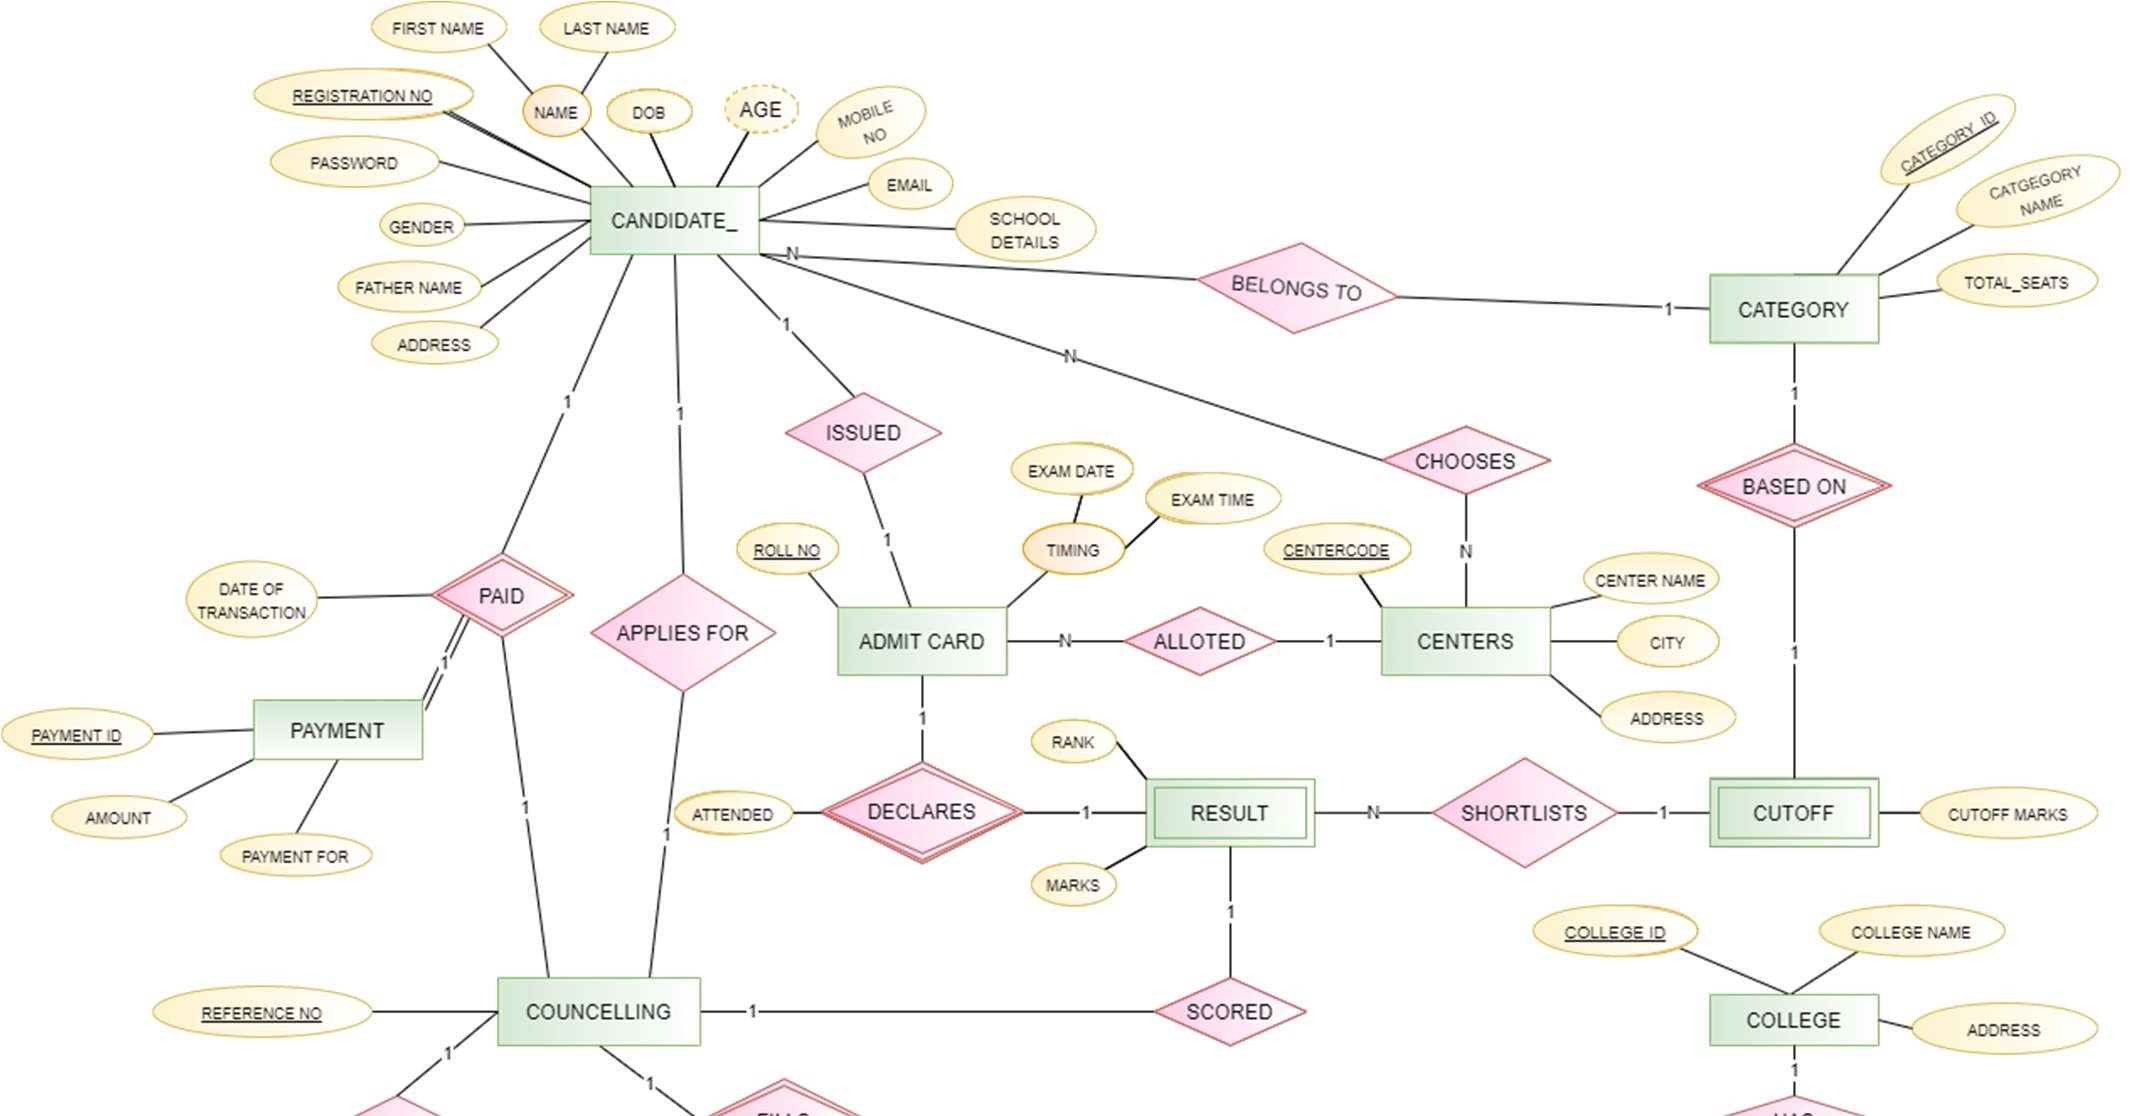 FIRST NAME
LAST NAME
REGISTRATION NO
NAME
DOB
AGE
MOBILE
NO
PASSWORD
EMAIL
GENDER
CANDIDATE_
SCHOOL
DETAILS
FATHER NAME
ADDRESS
N
BELONGS TO
1
CATEGORY_ID
CATGEGORY
NAME
TOTAL_SEATS
CATEGORY
1
1
1
N
1
ISSUED
CHOOSES
BASED ON
EXAM DATE
EXAM TIME
1
ROLL NO
TIMING
CENTERCODE
N
CENTER NAME
DATE OF
TRANSACTION
PAID
APPLIES FOR
ADMIT CARD
N
ALLOTED
1
CENTERS
CITY
1
1
ADDRESS
PAYMENT ID
PAYMENT
1
RANK
AMOUNT
1
1
ATTENDED
DECLARES
1
RESULT
N
SHORTLISTS
1
CUTOFF
CUTOFF MARKS
PAYMENT FOR
MARKS
1
COLLEGE ID
COLLEGE NAME
REFERENCE NO
COUNCELLING
1
SCORED
COLLEGE
ADDRESS
1
1
1